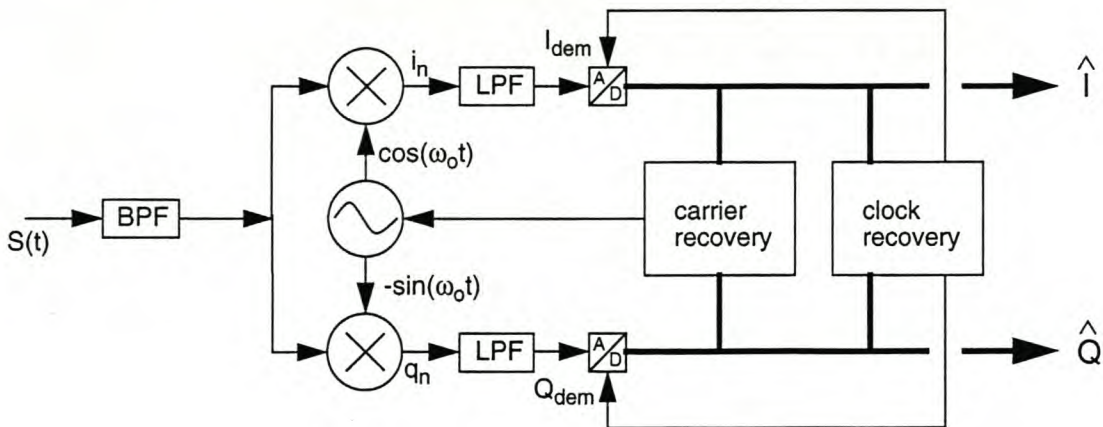 I_dem
i_n
A/D
LPF
Î
cos(ω_o t)
BPF
S(t)
carrier
recovery
clock
recovery
-sin(ω_o t)
A/D
LPF
Q̂
q_n
Q_dem